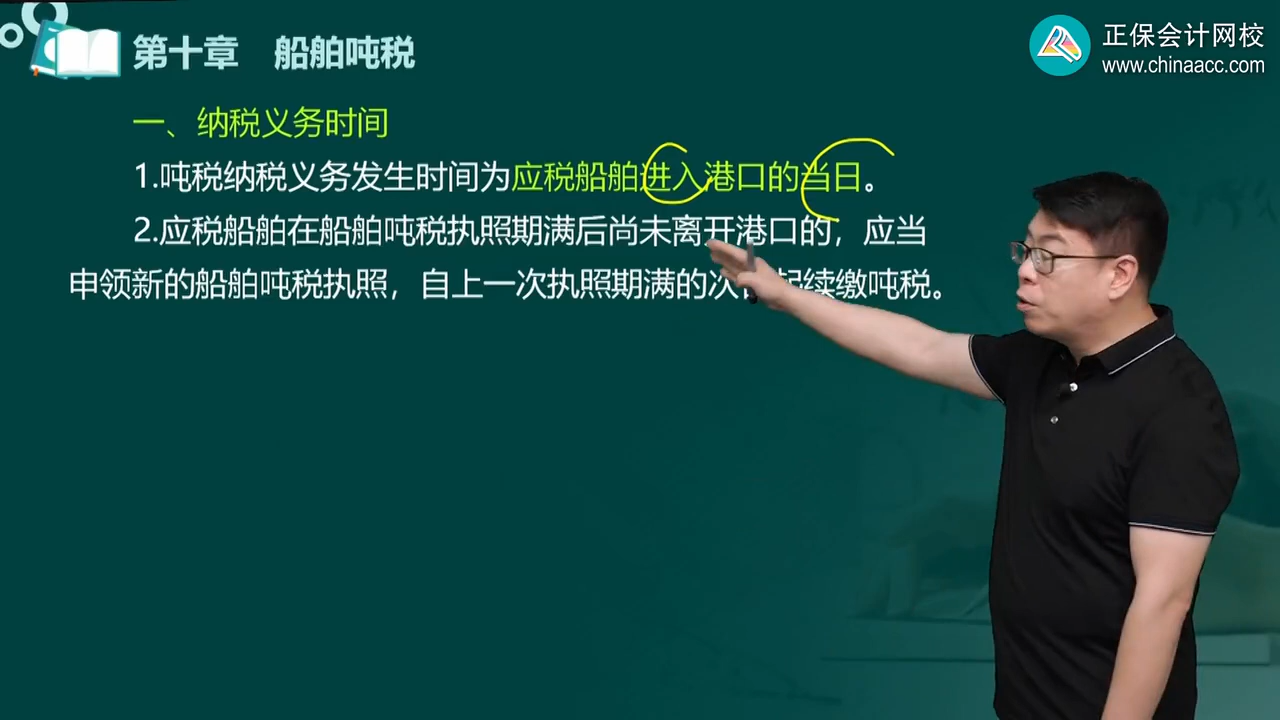 第十章 船舶吨税
正保会计网校
www.chinaacc.com
一、纳税义务时间
1.吨税纳税义务发生时间为应税船舶进入港口的当日。
2.应税船舶在船舶吨税执照期满后尚未离开港口的，应当
申领新的船舶吨税执照，自上一次执照期满的次日起续缴吨税。